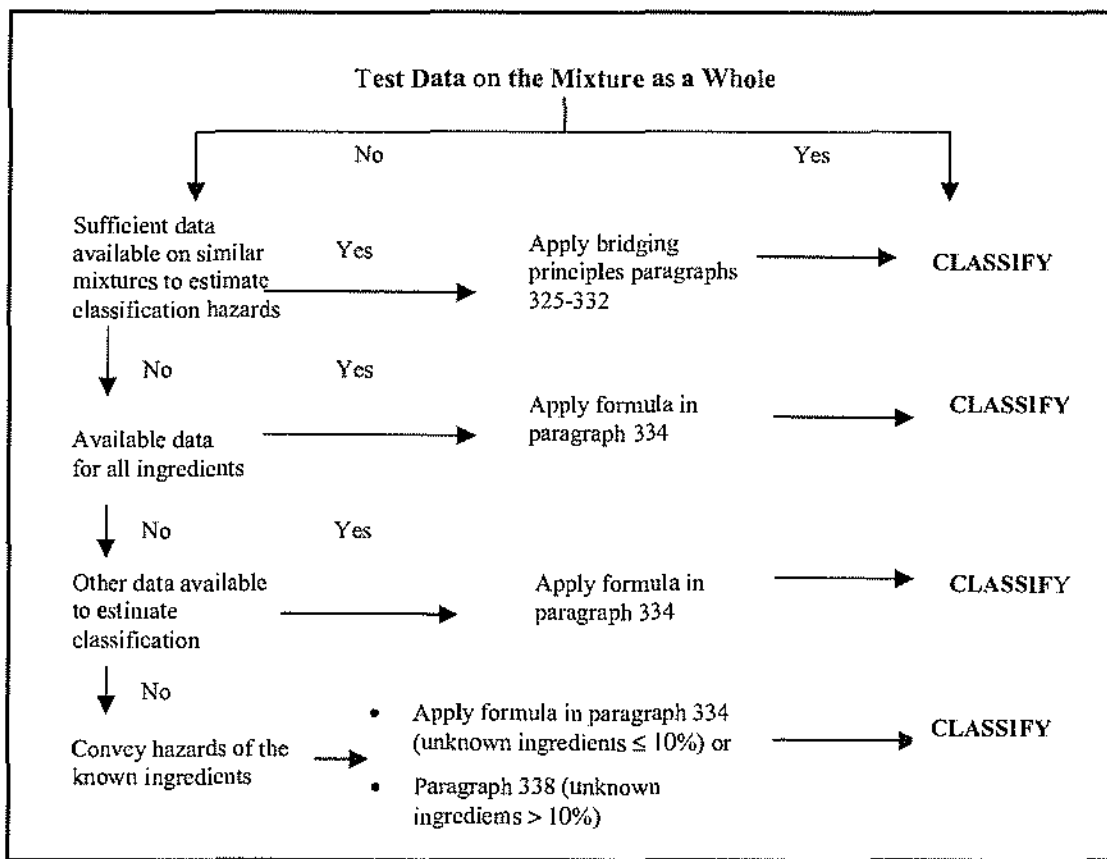 Test Data on the Mixture as a Whole
No
Yes
Sufficient data
available on similar
mixtures to estimate
classification hazards
Yes
Apply bridging
principles paragraphs
325-332
CLASSIFY
No
Yes
Available data
for all ingredients
Apply formula in
paragraph 334
CLASSIFY
No
Yes
Other data available
to estimate
classification
Apply formula in
paragraph 334
CLASSIFY
No
Convey hazards of the
known ingredients
• Apply formula in paragraph 334
(unknown ingredients ≤ 10%) or
• Paragraph 338 (unknown
ingrediems > 10%)
CLASSIFY